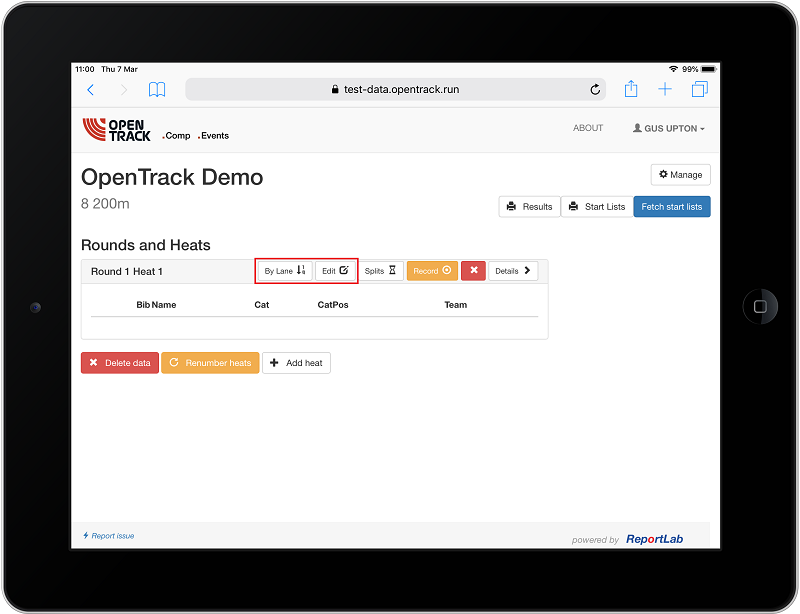 11:00 Thu 7 Mar 99%
test-data.opentrack.run
OPEN
TRACK .Comp .Events ABOUT GUS UPTON
OpenTrack Demo Manage
8 200m Results Start Lists Fetch start lists
Rounds and Heats
Round 1 Heat 1 By Lane Edit Splits Record Details
Bib Name Cat CatPos Team
Delete data Renumber heats Add heat
Report issue powered by ReportLab